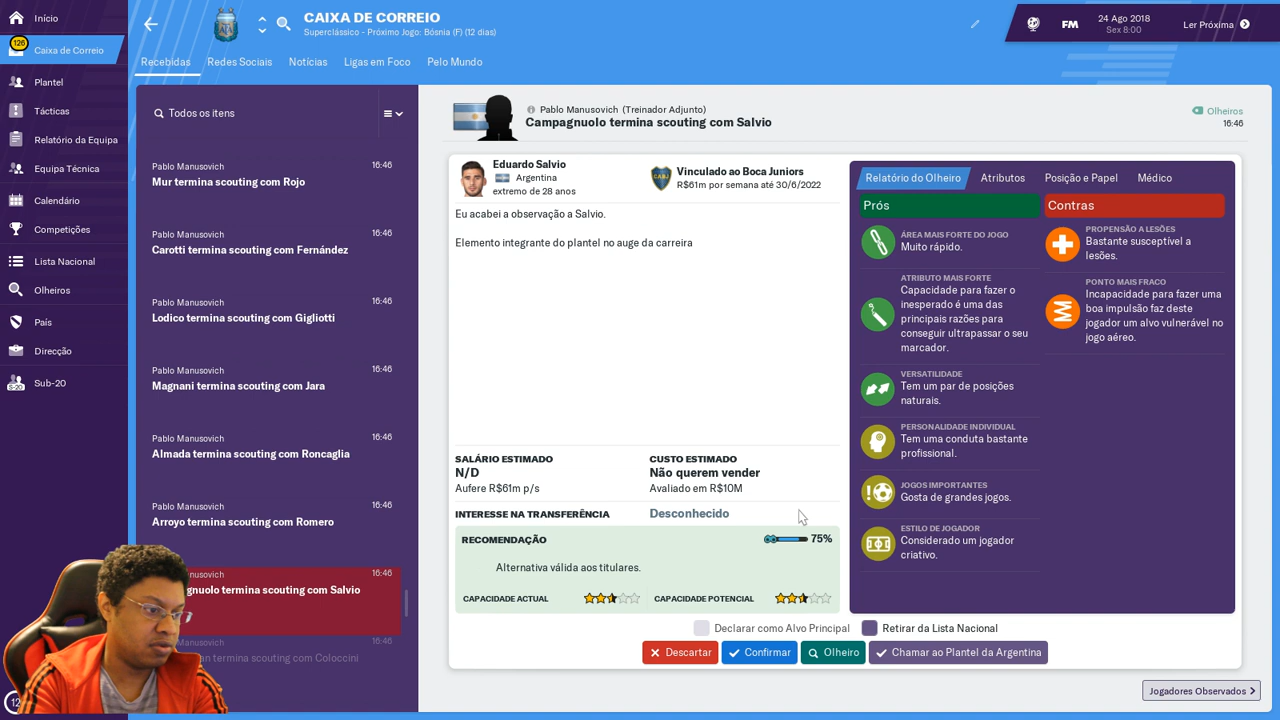 Início
126
Caixa de Correio
Plantel
Tácticas
Relatório da Equipa
Equipa Técnica
Calendário
Competições
Lista Nacional
Olheiros
País
Direcção
Sub-20
CAIXA DE CORREIO
Superclássico - Próximo Jogo: Bósnia (F) (12 dias)
FM
24 Ago 2018
Sex 8:00
Ler Próxima
Recebidas
Redes Sociais
Notícias
Ligas em Foco
Pelo Mundo
Todos os itens
Pablo Manusovich 16:46
Mur termina scouting com Rojo
Pablo Manusovich 16:46
Carotti termina scouting com Fernández
Pablo Manusovich 16:46
Lodico termina scouting com Gigliotti
Pablo Manusovich 16:46
Magnani termina scouting com Jara
Pablo Manusovich 16:46
Almada termina scouting com Roncaglia
Pablo Manusovich 16:46
Arroyo termina scouting com Romero
nusovich 16:46
gnuolo termina scouting com Salvio
nusovich 16:46
an termina scouting com Coloccini
12
Pablo Manusovich (Treinador Adjunto)
Campagnuolo termina scouting com Salvio
Olheiros
16:46
Eduardo Salvio
Argentina
extremo de 28 anos
CABJ
Vinculado ao Boca Juniors
R$61m por semana até 30/6/2022
Eu acabei a observação a Salvio.
Elemento integrante do plantel no auge da carreira
SALÁRIO ESTIMADO
N/D
Aufere R$61m p/s
CUSTO ESTIMADO
Não querem vender
Avaliado em R$10M
INTERESSE NA TRANSFERÊNCIA
Desconhecido
RECOMENDAÇÃO
75%
Alternativa válida aos titulares.
CAPACIDADE ACTUAL
CAPACIDADE POTENCIAL
Relatório do Olheiro
Atributos
Posição e Papel
Médico
Prós
ÁREA MAIS FORTE DO JOGO
Muito rápido.
ATRIBUTO MAIS FORTE
Capacidade para fazer o
inesperado é uma das
principais razões para
conseguir ultrapassar o seu
marcador.
VERSATILIDADE
Tem um par de posições
naturais.
PERSONALIDADE INDIVIDUAL
Tem uma conduta bastante
profissional.
JOGOS IMPORTANTES
Gosta de grandes jogos.
ESTILO DE JOGADOR
Considerado um jogador
criativo.
Contras
PROPENSÃO A LESÕES
Bastante susceptível a
lesões.
PONTO MAIS FRACO
Incapacidade para fazer uma
boa impulsão faz deste
jogador um alvo vulnerável no
jogo aéreo.
Declarar como Alvo Principal
Retirar da Lista Nacional
Descartar
Confirmar
Olheiro
Chamar ao Plantel da Argentina
Jogadores Observados